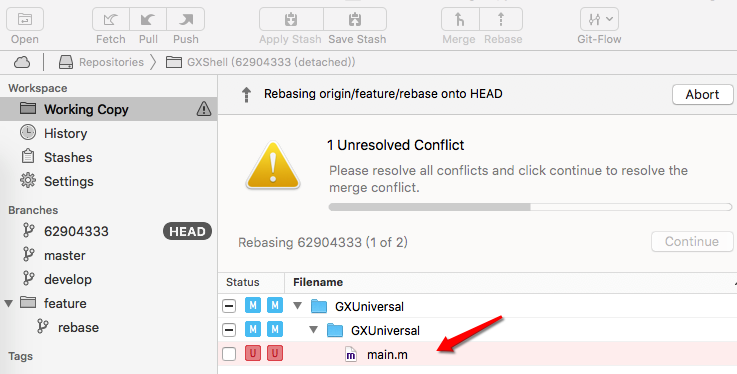 Open
Fetch
Pull
Push
Apply Stash
Save Stash
Merge
Rebase
Git-Flow
Repositories
GXShell (62904333 (detached))
Workspace
Working Copy
History
Stashes
Settings
Branches
62904333
HEAD
master
develop
feature
rebase
Tags
Rebasing origin/feature/rebase onto HEAD
Abort
1 Unresolved Conflict
Please resolve all conflicts and click continue to resolve the
merge conflict.
Rebasing 62904333 (1 of 2)
Continue
Status
Filename
M M GXUniversal
M M GXUniversal
U U m main.m